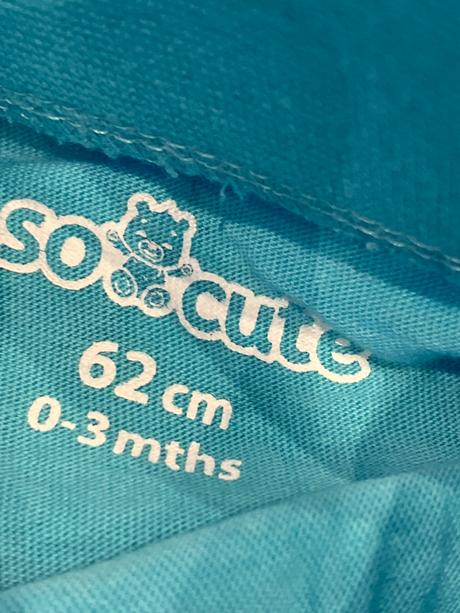 so cute
62 cm
0-3 mths